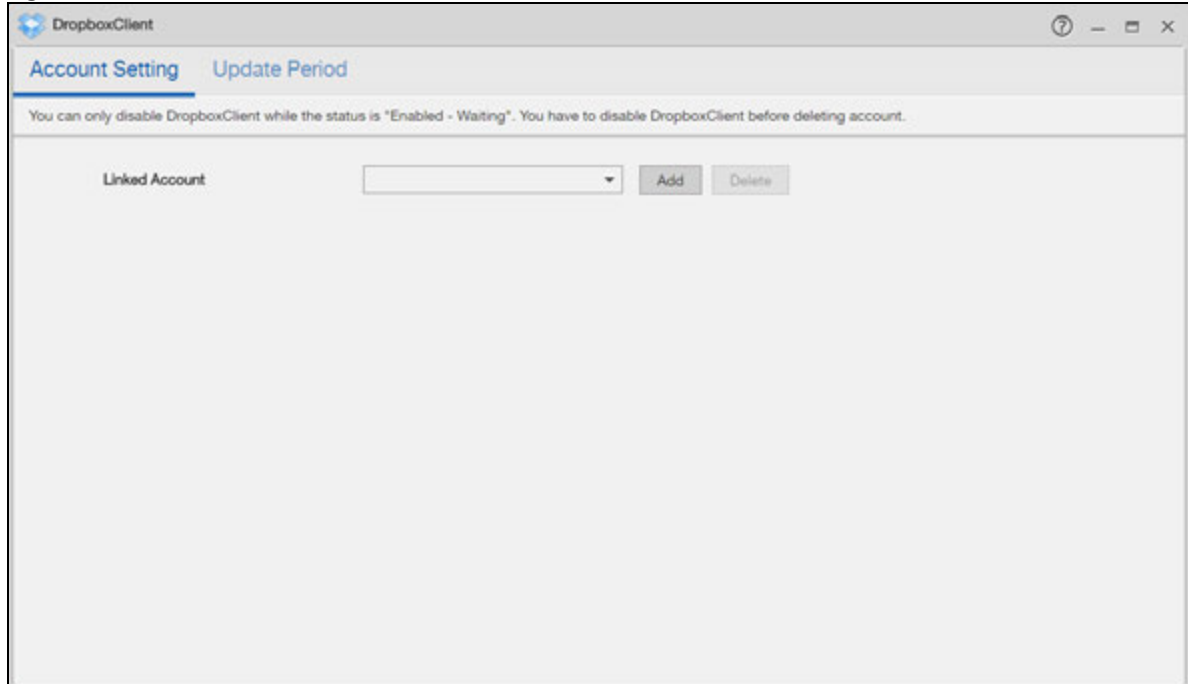 DropboxClient
Account Setting Update Period
You can only disable DropboxClient while the status is "Enabled - Waiting". You have to disable DropboxClient before deleting account.
Linked Account Add Delete